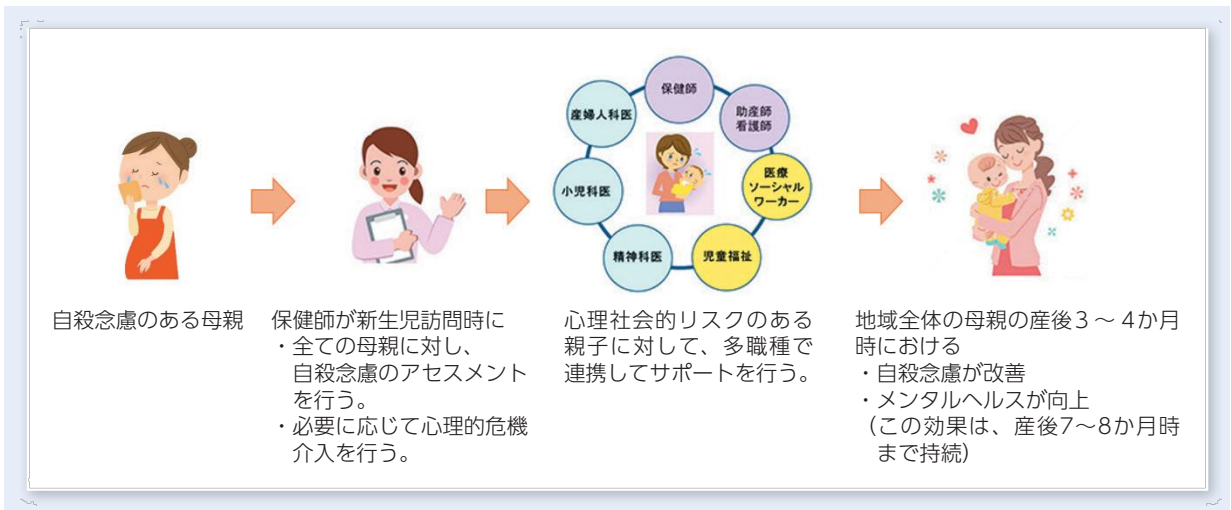 保健師
助産師
看護師
医療
ソーシャル
ワーカー
児童福祉
精神科医
小児科医
産婦人科医
自殺念慮のある母親
保健師が新生児訪問時に
・全ての母親に対し、
自殺念慮のアセスメント
を行う。
・必要に応じて心理的危機
介入を行う。
心理社会的リスクのある
親子に対して、多職種で
連携してサポートを行う。
地域全体の母親の産後3～4か月
時における
・自殺念慮が改善
・メンタルヘルスが向上
（この効果は、産後7～8か月時
まで持続）